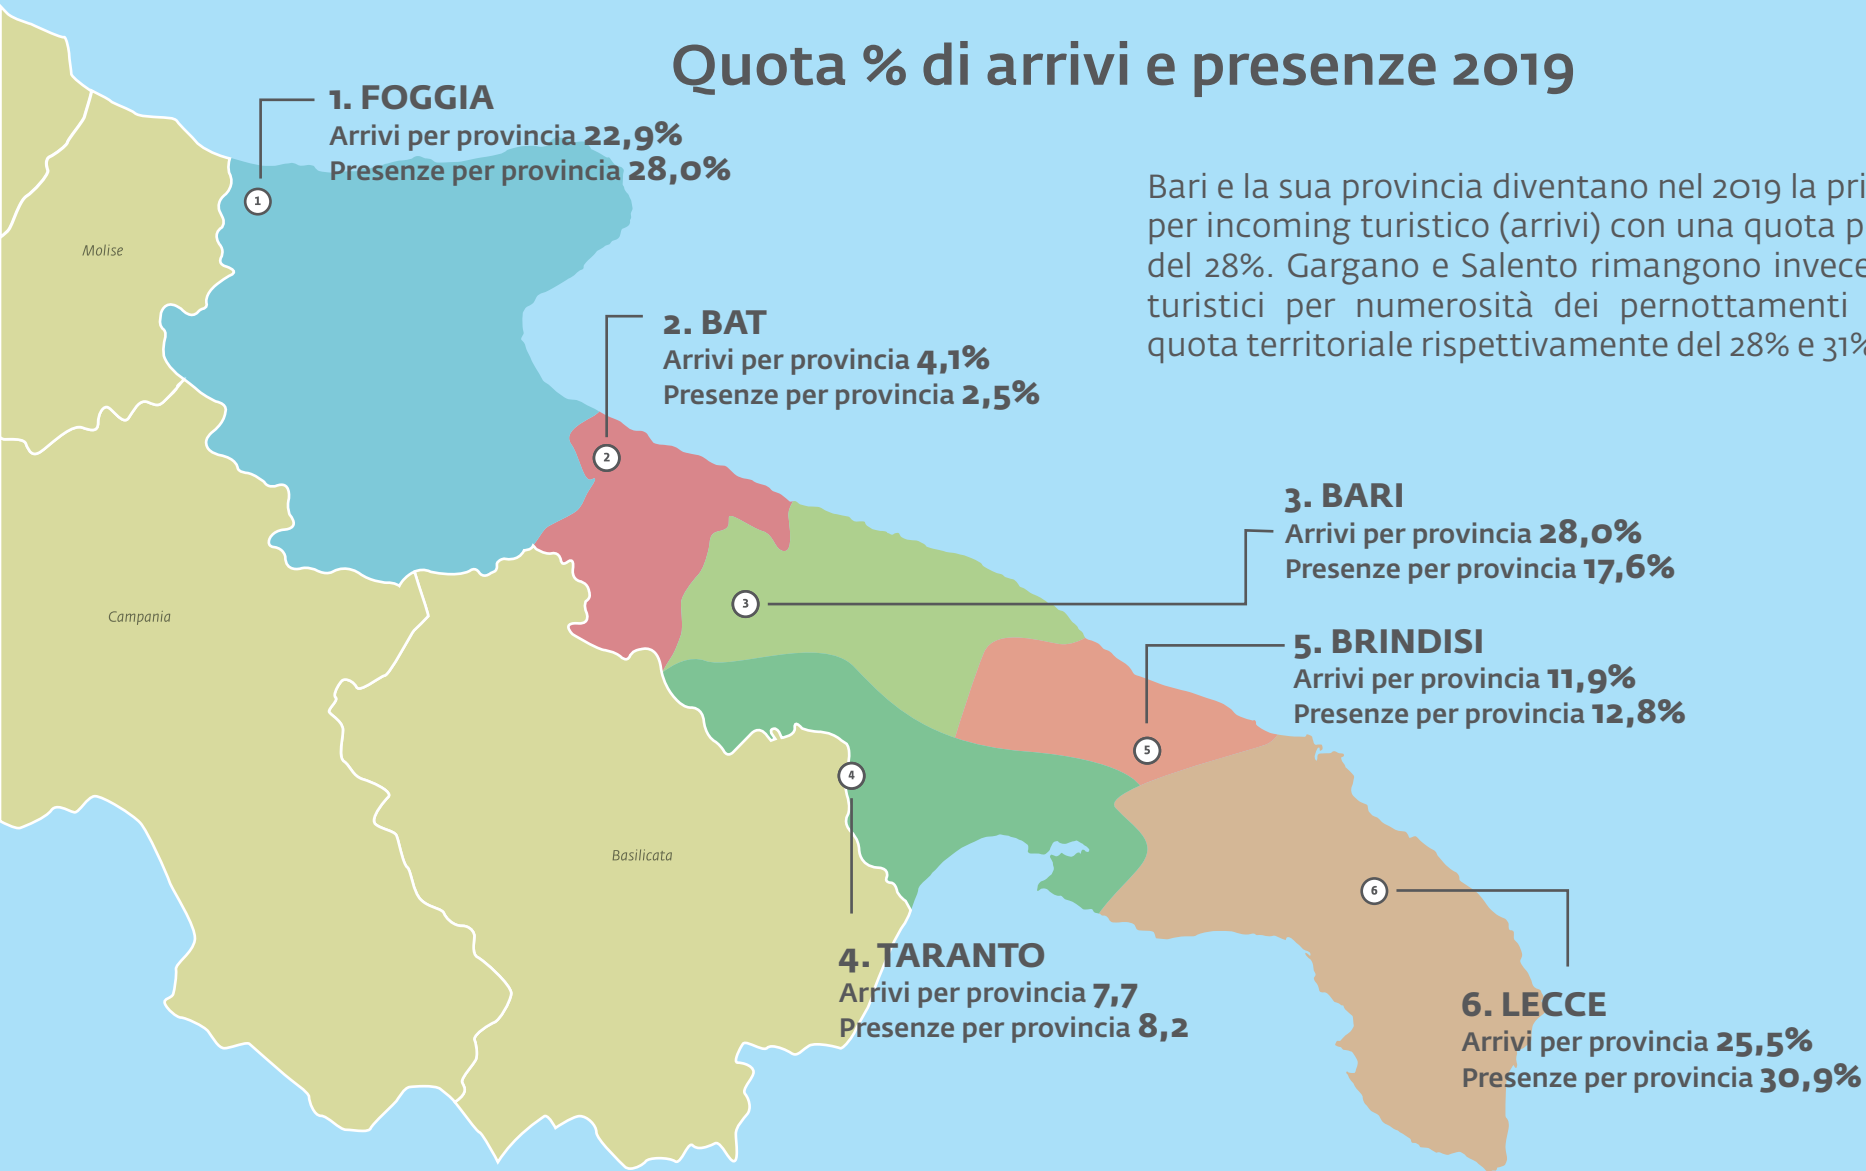 Quota % di arrivi e presenze 2019
1. FOGGIA
Arrivi per provincia 22,9%
Presenze per provincia 28,0%
1
Bari e la sua provincia diventano nel 2019 la pri
per incoming turistico (arrivi) con una quota p
del 28%. Gargano e Salento rimangono invece
turistici per numerosità dei pernottamenti
quota territoriale rispettivamente del 28% e 31%
Molise
2. BAT
Arrivi per provincia 4,1%
Presenze per provincia 2,5%
2
3. BARI
Arrivi per provincia 28,0%
Presenze per provincia 17,6%
3
Campania
5. BRINDISI
Arrivi per provincia 11,9%
Presenze per provincia 12,8%
5
4
Basilicata
6
4. TARANTO
Arrivi per provincia 7,7
Presenze per provincia 8,2
6. LECCE
Arrivi per provincia 25,5%
Presenze per provincia 30,9%